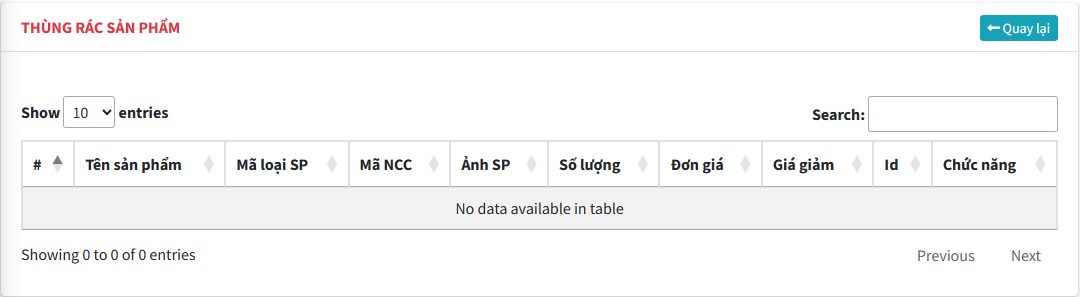 THÙNG RÁC SẢN PHẨM
Quay lại
Show 10 entries
Search:
# Tên sản phẩm Mã loại SP Mã NCC Ảnh SP Số lượng Đơn giá Giá giảm Id Chức năng
No data available in table
Showing 0 to 0 of 0 entries
Previous Next